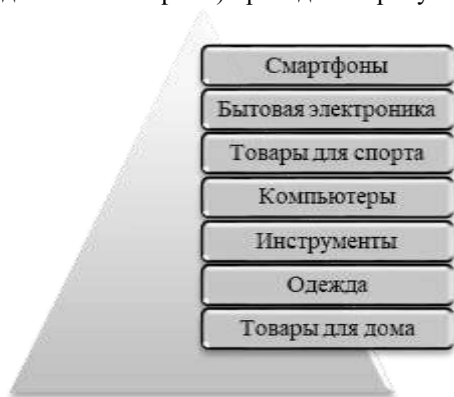 Смартфоны
Бытовая электроника
Товары для спорта
Компьютеры
Инструменты
Одежда
Товары для дома